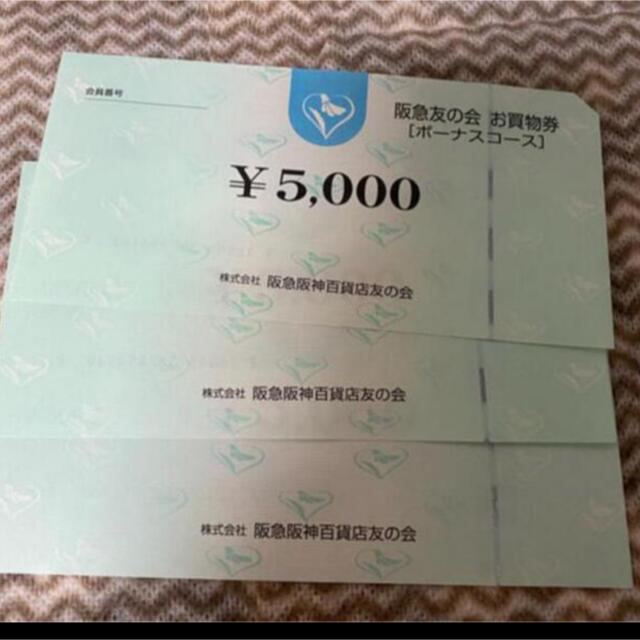 会員番号
阪急友の会 お買物券
[ボーナスコース]
¥5,000
株式会社 阪急阪神百貨店友の会
株式会社 阪急阪神百貨店友の会
株式会社 阪急阪神百貨店友の会